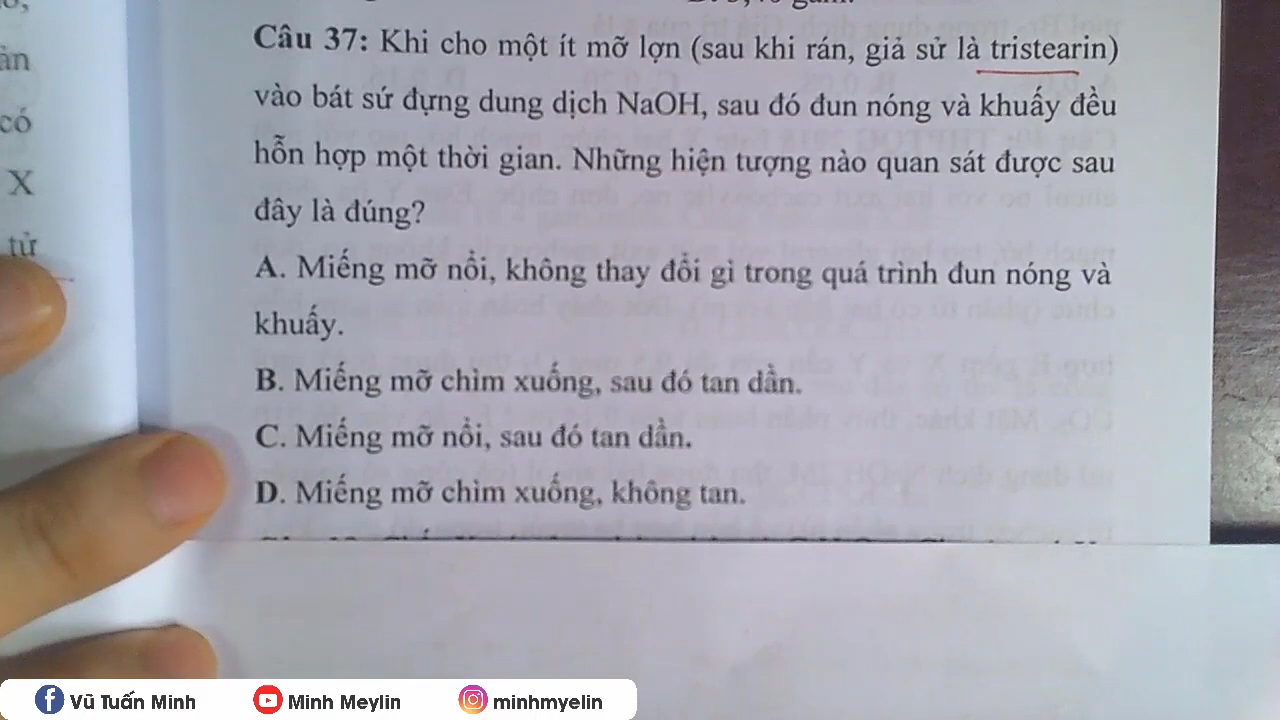 Câu 37: Khi cho một ít mỡ lợn (sau khi rán, giả sử là tristearin)
vào bát sứ đựng dung dịch NaOH, sau đó đun nóng và khuấy đều
hỗn hợp một thời gian. Những hiện tượng nào quan sát được sau
đây là đúng?
A. Miếng mỡ nổi, không thay đổi gì trong quá trình đun nóng và
khuấy.
B. Miếng mỡ chìm xuống, sau đó tan dần.
C. Miếng mỡ nổi, sau đó tan dần.
D. Miếng mỡ chìm xuống, không tan.
có
X
tử
Vũ Tuấn Minh
Minh Meylin
minhmyelin